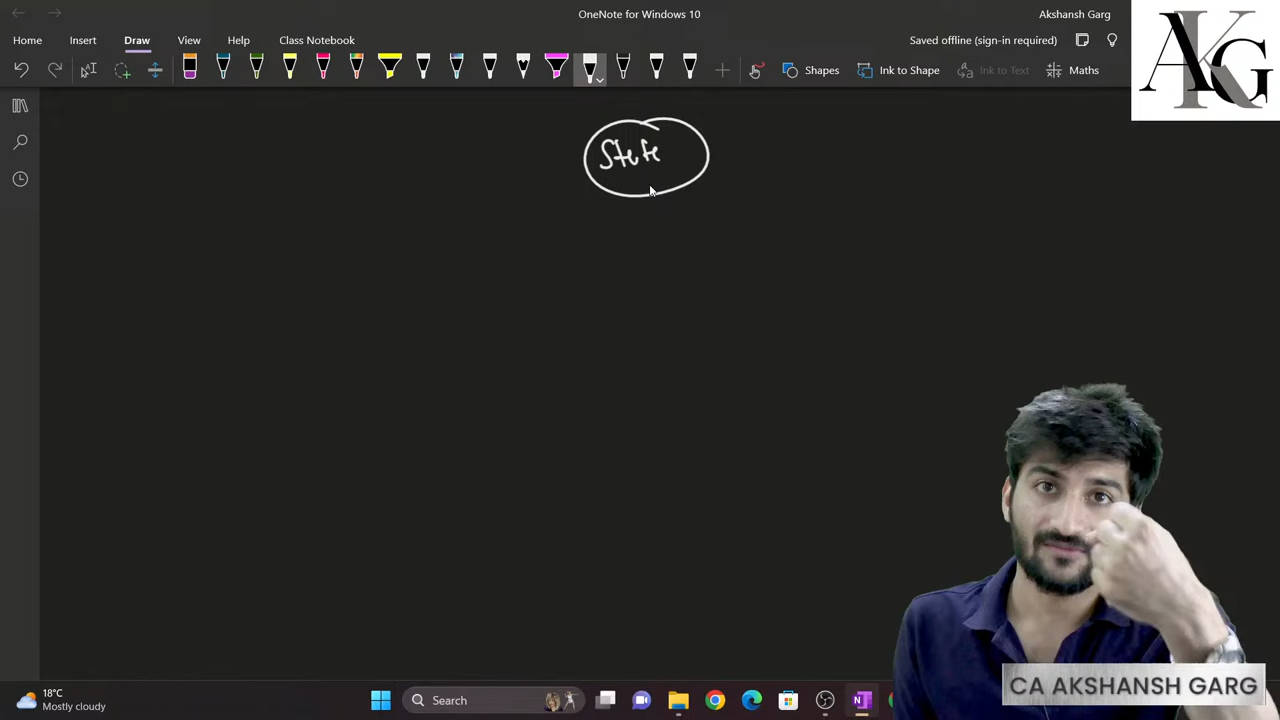 OneNote for Windows 10
Akshansh Garg
Home Insert Draw View Help Class Notebook
Saved offline (sign-in required)
Shapes Ink to Shape Ink to Text Maths
AKG
State
CA AKSHANSH GARG
18°C
Mostly cloudy
Search